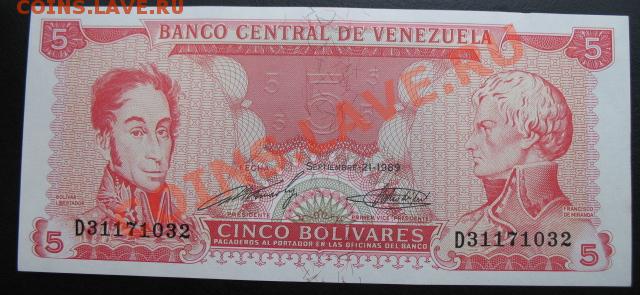 COINS.LAVE.RU
5 BANCO CENTRAL DE VENEZUELA 5
5
S S
FECHA SEPTIEMBRE-21-1989
BOLIVAR
LIBERTADOR
FRANCISCO
DE MIRANDA
PRESIDENTE PRIMER VICE PRESIDENTE
D31171032 D31171032
5 CINCO BOLÍVARES 5
PAGADEROS AL PORTADOR EN LAS OFICINAS DEL BANCO
COINS.LAVE.RU